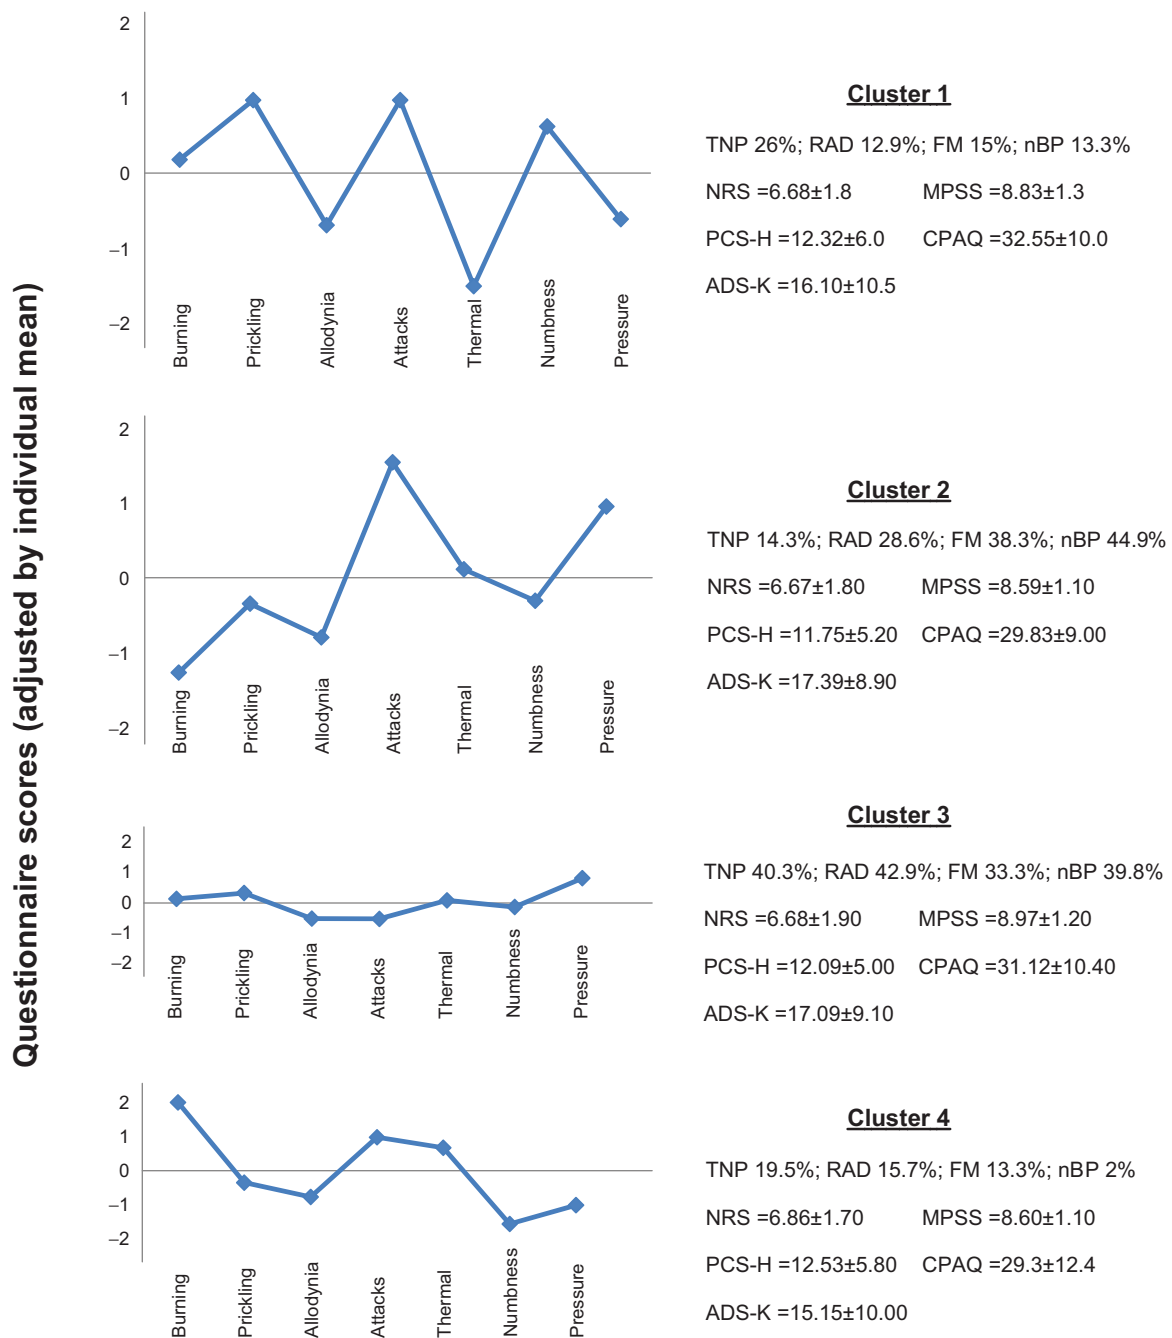 Questionnaire scores (adjusted by individual mean)
2
1
0
–1
–2
Burning
Prickling
Allodynia
Attacks
Thermal
Numbness
Pressure
Cluster 1
TNP 26%; RAD 12.9%; FM 15%; nBP 13.3%
NRS =6.68±1.8 MPSS =8.83±1.3
PCS-H =12.32±6.0 CPAQ =32.55±10.0
ADS-K =16.10±10.5
2
1
0
–1
–2
Burning
Prickling
Allodynia
Attacks
Thermal
Numbness
Pressure
Cluster 2
TNP 14.3%; RAD 28.6%; FM 38.3%; nBP 44.9%
NRS =6.67±1.80 MPSS =8.59±1.10
PCS-H =11.75±5.20 CPAQ =29.83±9.00
ADS-K =17.39±8.90
2
1
0
–1
–2
Burning
Prickling
Allodynia
Attacks
Thermal
Numbness
Pressure
Cluster 3
TNP 40.3%; RAD 42.9%; FM 33.3%; nBP 39.8%
NRS =6.68±1.90 MPSS =8.97±1.20
PCS-H =12.09±5.00 CPAQ =31.12±10.40
ADS-K =17.09±9.10
2
1
0
–1
–2
Burning
Prickling
Allodynia
Attacks
Thermal
Numbness
Pressure
Cluster 4
TNP 19.5%; RAD 15.7%; FM 13.3%; nBP 2%
NRS =6.86±1.70 MPSS =8.60±1.10
PCS-H =12.53±5.80 CPAQ =29.3±12.4
ADS-K =15.15±10.00